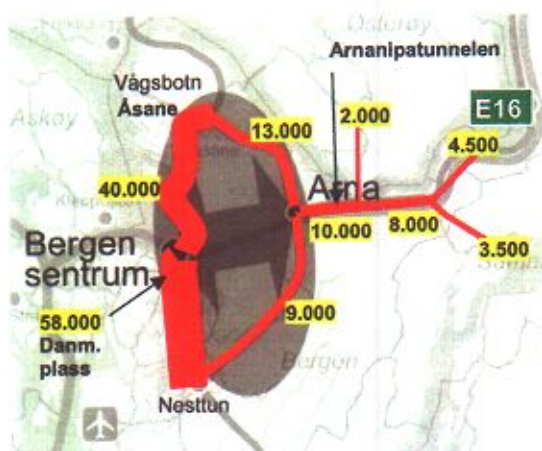 Osterøy
Arnanipatunnelen
Vågsbotn
Åsane
E16
2.000
13.000
4.500
Askøy
40.000
Arna
10.000
8.000
3.500
Bergen
sentrum
9.000
58.000
Danm.
plass
Bergen
Nesttun